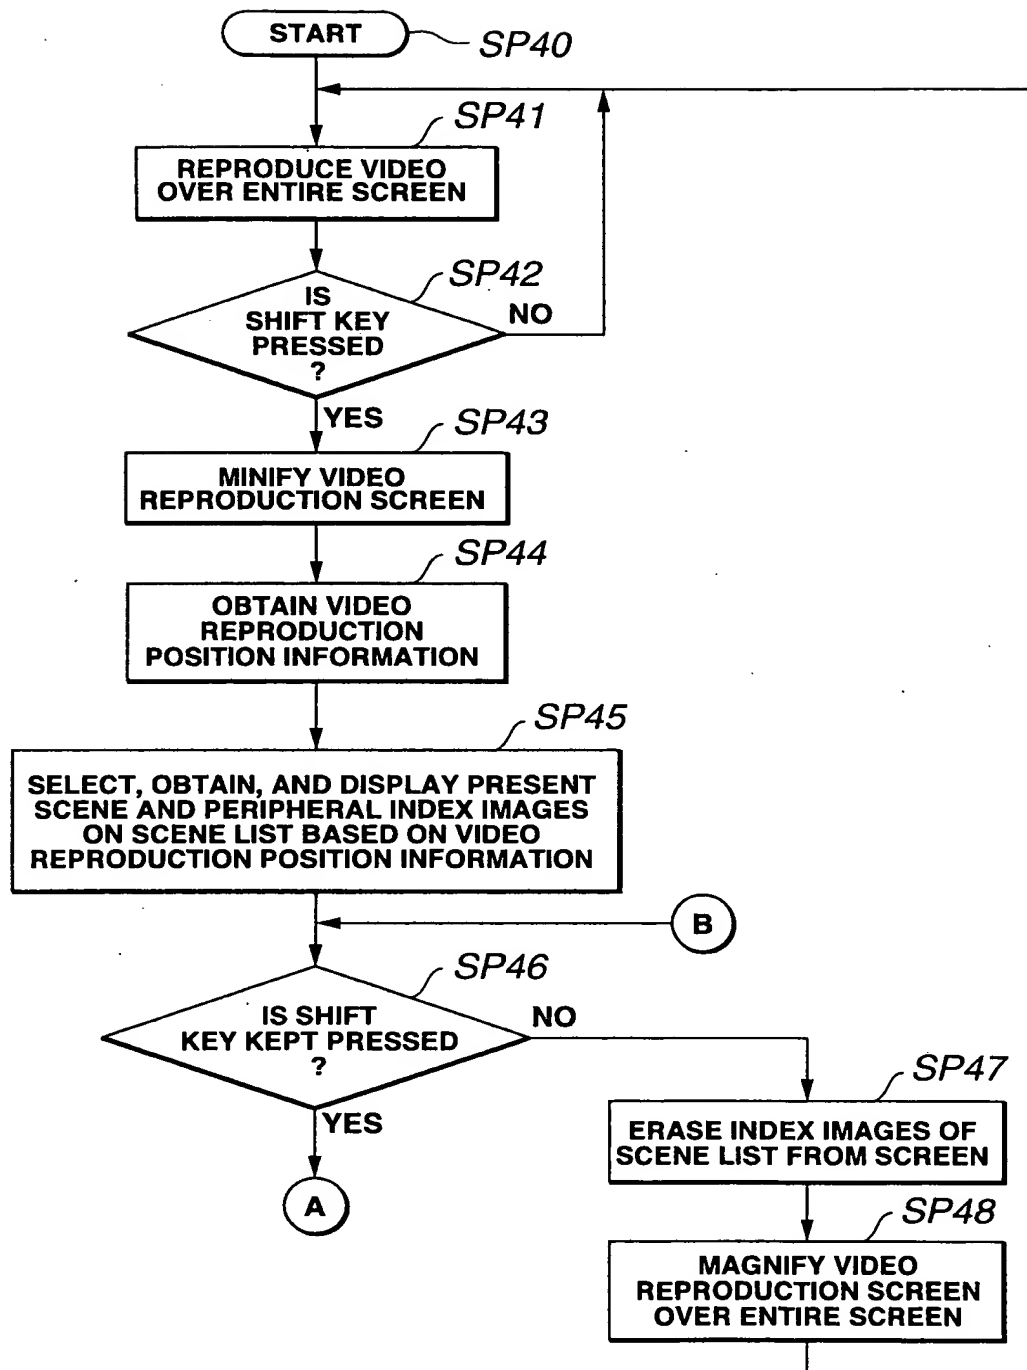 START
SP40
SP41
REPRODUCE VIDEO
OVER ENTIRE SCREEN
SP42
IS
SHIFT KEY
PRESSED
?
NO
YES
SP43
MINIFY VIDEO
REPRODUCTION SCREEN
SP44
OBTAIN VIDEO
REPRODUCTION
POSITION INFORMATION
SP45
SELECT, OBTAIN, AND DISPLAY PRESENT
SCENE AND PERIPHERAL INDEX IMAGES
ON SCENE LIST BASED ON VIDEO
REPRODUCTION POSITION INFORMATION
B
SP46
IS SHIFT
KEY KEPT PRESSED
?
NO
YES
A
SP47
ERASE INDEX IMAGES OF
SCENE LIST FROM SCREEN
SP48
MAGNIFY VIDEO
REPRODUCTION SCREEN
OVER ENTIRE SCREEN